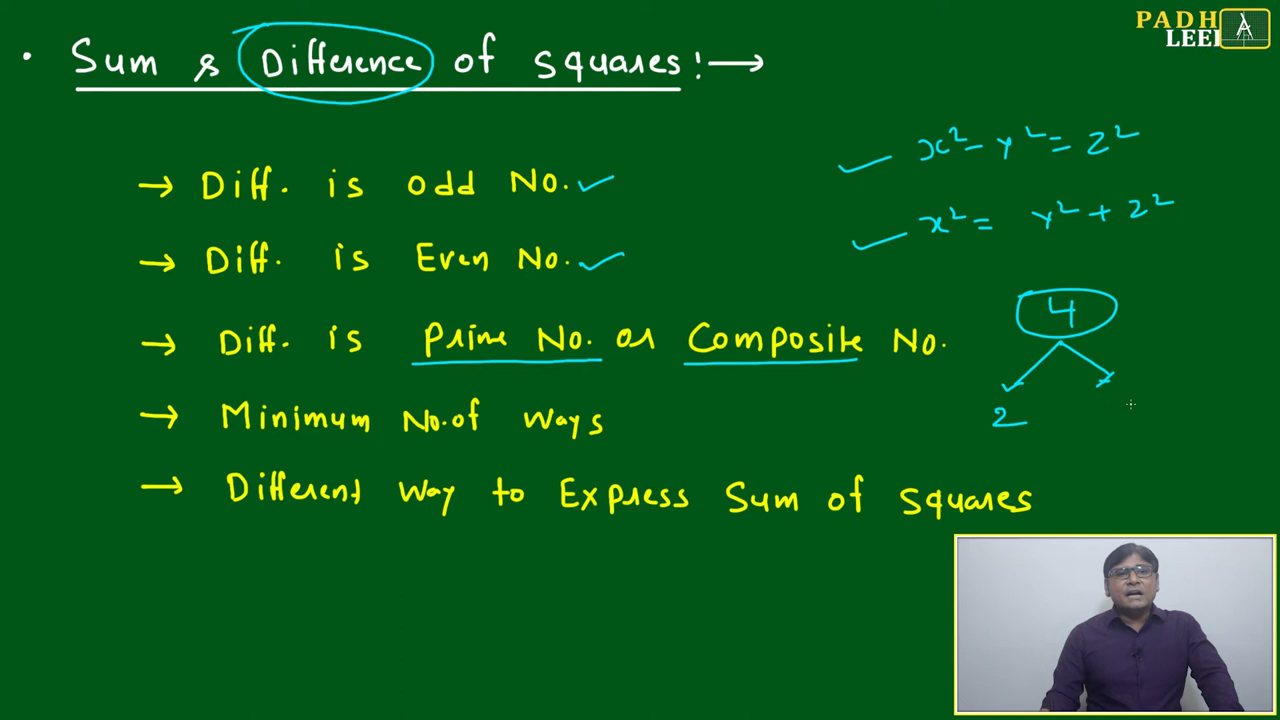 PADH
LEEI
• Sum & Difference of squares:→
→ Diff. is odd No. ✓
→ Diff. is Even No. ✓
→ Diff. is Prime No. or Composite No.
→ Minimum No. of ways
→ Different way to Express Sum of squares
✓ x² - y² = z²
✓ x² = y² + z²
4
2